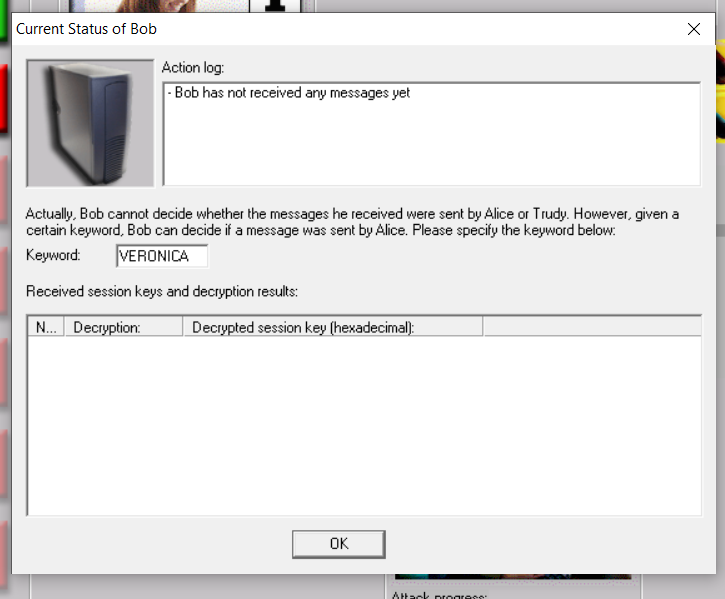 Current Status of Bob
Action log:
- Bob has not received any messages yet
Actually, Bob cannot decide whether the messages he received were sent by Alice or Trudy. However, given a
certain keyword, Bob can decide if a message was sent by Alice. Please specify the keyword below:
Keyword: VERONICA
Received session keys and decryption results:
N... Decryption: Decrypted session key (hexadecimal):
OK
Attack progress: